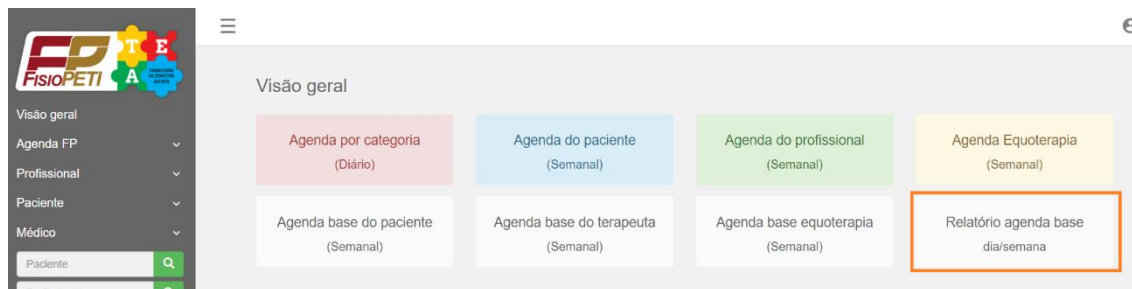 FP
FISIOPETI
T
E
A
Visão geral
Agenda FP
Profissional
Paciente
Médico
Paciente
Visão geral
Agenda por categoria
(Diário)
Agenda do paciente
(Semanal)
Agenda do profissional
(Semanal)
Agenda Equoterapia
(Semanal)
Agenda base do paciente
(Semanal)
Agenda base do terapeuta
(Semanal)
Agenda base equoterapia
(Semanal)
Relatório agenda base
dia/semana